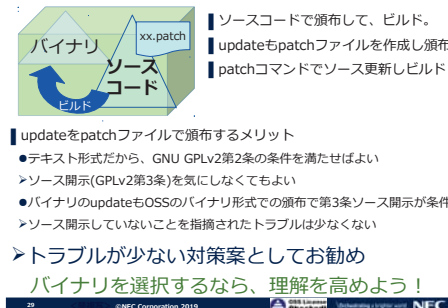 バイナリ
xx.patch
ソース
コード
ビルド
ソースコードで頒布して、ビルド。
updateもpatchファイルを作成し頒布
patchコマンドでソース更新しビルド
updateをpatchファイルで頒布するメリット
●テキスト形式だから、GNU GPLv2第2条の条件を満たせばよい
➢ソース開示(GPLv2第3条)を気にしなくてもよい
●バイナリのupdateもOSSのバイナリ形式での頒布で第3条ソース開示が条件
➢ソース開示していないことを指摘されたトラブルは少なくない
➢トラブルが少ない対策案としてお勧め
バイナリを選択するなら、理解を高めよう！
29
©NEC Corporation 2019
OSS License
Orchestrating a brighter world
NEC